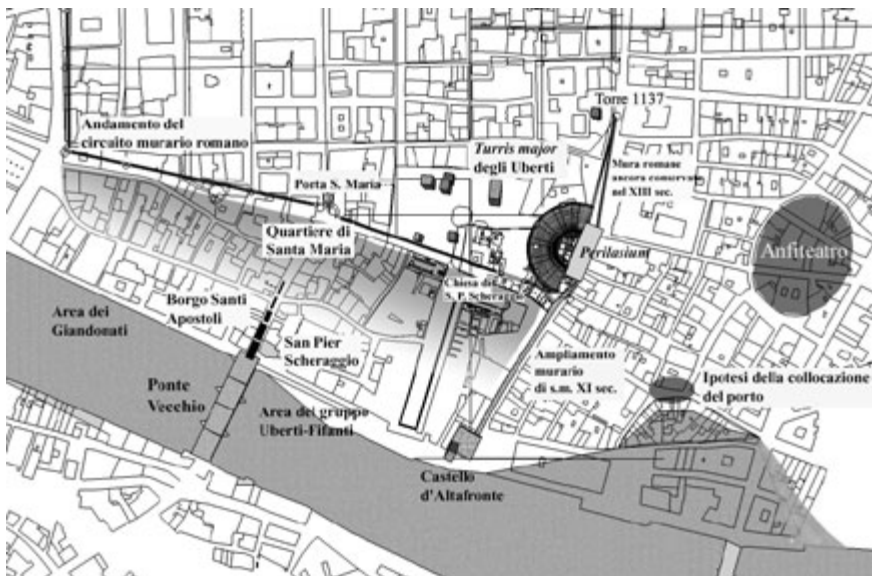 Torre 1137
Andamento del
circuito murario romano
Turris major
degli Uberti
Mura romane
ancora conservate
nel XIII sec.
Porta S. Maria
Quartiere di
Santa Maria
Perilasium
Anfiteatro
Chiesa di
S. P. Scheraggio
Borgo Santi
Apostoli
Area dei
Giandonati
San Pier
Scheraggio
Ampliamento
murario
di s.m. XI sec.
Ipotesi della collocazione
del porto
Ponte
Vecchio
Area del gruppo
Uberti-Fifanti
Castello
d'Altafronte